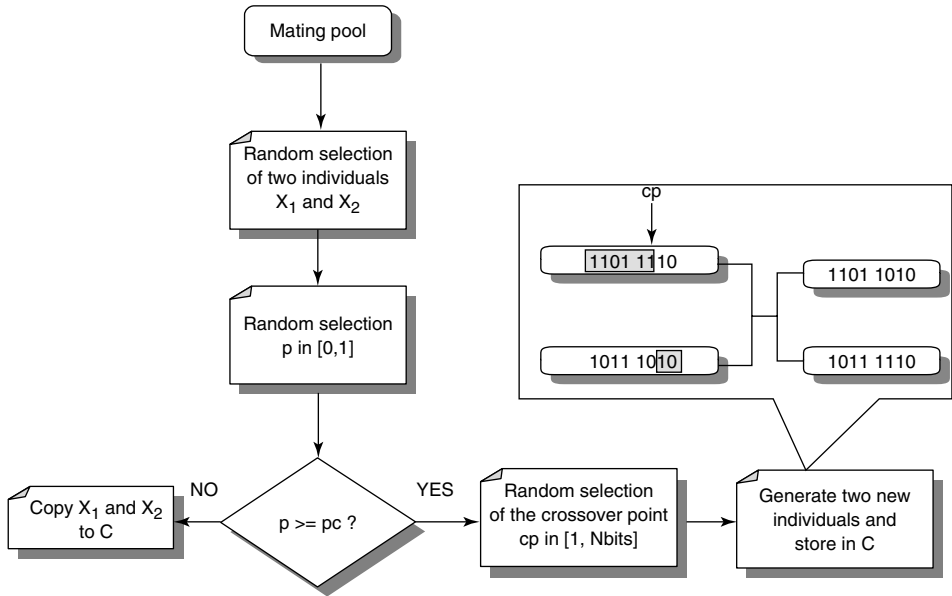 Mating pool
Random selection
of two individuals
X₁ and X₂
Random selection
p in [0,1]
NO
p >= pc ?
YES
Copy X₁ and X₂
to C
Random selection
of the crossover point
cp in [1, Nbits]
Generate two new
individuals and
store in C
cp
1101 1110
1011 1010
1101 1010
1011 1110